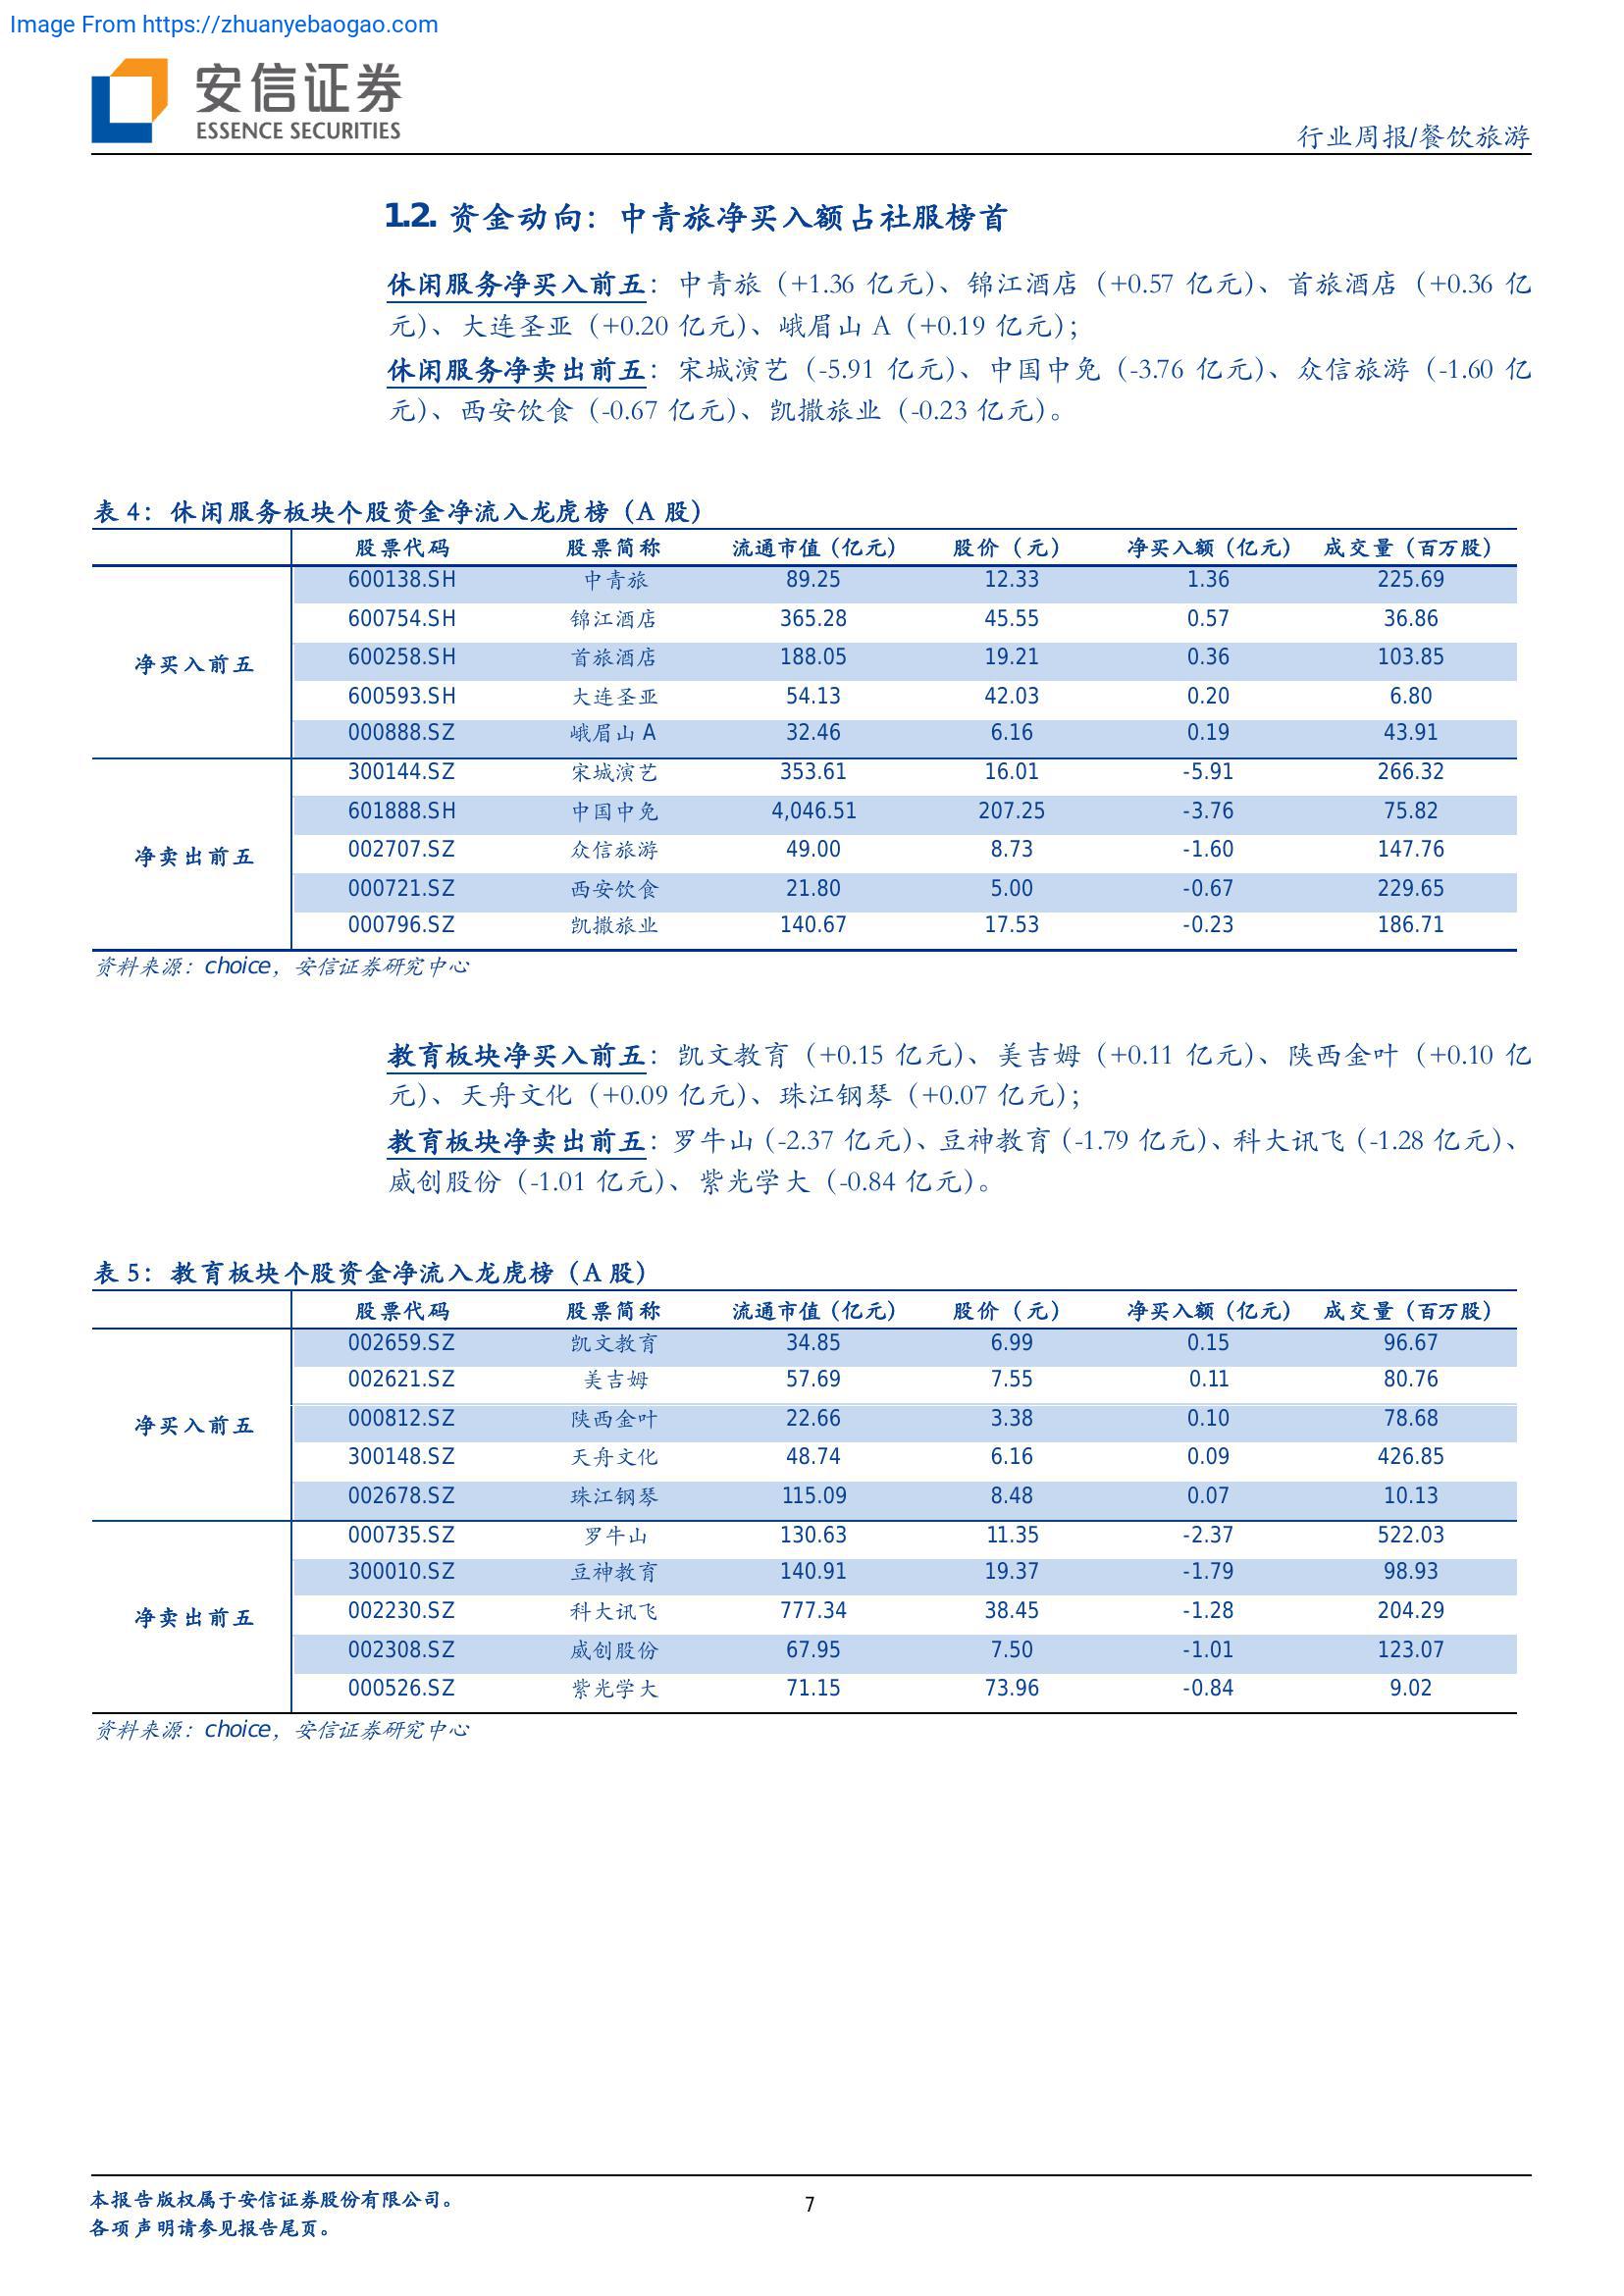 Image From https://zhuanyebaogao.com
安信证券
ESSENCE SECURITIES
行业周报/餐饮旅游
1.2. 资金动向：中青旅净买入额占社服榜首
休闲服务净买入前五：中青旅（+1.36 亿元）、锦江酒店（+0.57 亿元）、首旅酒店（+0.36 亿
元）、大连圣亚（+0.20 亿元）、峨眉山 A（+0.19 亿元）；
休闲服务净卖出前五：宋城演艺（-5.91 亿元）、中国中免（-3.76 亿元）、众信旅游（-1.60 亿
元）、西安饮食（-0.67 亿元）、凯撒旅业（-0.23 亿元）。
表 4：休闲服务板块个股资金净流入龙虎榜（A 股）
股票代码 股票简称 流通市值（亿元） 股价（元） 净买入额（亿元） 成交量（百万股）
600138.SH 中青旅 89.25 12.33 1.36 225.69
600754.SH 锦江酒店 365.28 45.55 0.57 36.86
净买入前五 600258.SH 首旅酒店 188.05 19.21 0.36 103.85
600593.SH 大连圣亚 54.13 42.03 0.20 6.80
000888.SZ 峨眉山 A 32.46 6.16 0.19 43.91
300144.SZ 宋城演艺 353.61 16.01 -5.91 266.32
601888.SH 中国中免 4,046.51 207.25 -3.76 75.82
净卖出前五 002707.SZ 众信旅游 49.00 8.73 -1.60 147.76
000721.SZ 西安饮食 21.80 5.00 -0.67 229.65
000796.SZ 凯撒旅业 140.67 17.53 -0.23 186.71
资料来源：choice，安信证券研究中心
教育板块净买入前五：凯文教育（+0.15 亿元）、美吉姆（+0.11 亿元）、陕西金叶（+0.10 亿
元）、天舟文化（+0.09 亿元）、珠江钢琴（+0.07 亿元）；
教育板块净卖出前五：罗牛山（-2.37 亿元）、豆神教育（-1.79 亿元）、科大讯飞（-1.28 亿元）、
威创股份（-1.01 亿元）、紫光学大（-0.84 亿元）。
表 5：教育板块个股资金净流入龙虎榜（A 股）
股票代码 股票简称 流通市值（亿元） 股价（元） 净买入额（亿元） 成交量（百万股）
002659.SZ 凯文教育 34.85 6.99 0.15 96.67
002621.SZ 美吉姆 57.69 7.55 0.11 80.76
净买入前五 000812.SZ 陕西金叶 22.66 3.38 0.10 78.68
300148.SZ 天舟文化 48.74 6.16 0.09 426.85
002678.SZ 珠江钢琴 115.09 8.48 0.07 10.13
000735.SZ 罗牛山 130.63 11.35 -2.37 522.03
300010.SZ 豆神教育 140.91 19.37 -1.79 98.93
净卖出前五 002230.SZ 科大讯飞 777.34 38.45 -1.28 204.29
002308.SZ 威创股份 67.95 7.50 -1.01 123.07
000526.SZ 紫光学大 71.15 73.96 -0.84 9.02
资料来源：choice，安信证券研究中心
本报告版权属于安信证券股份有限公司。
各项声明请参见报告尾页。
7